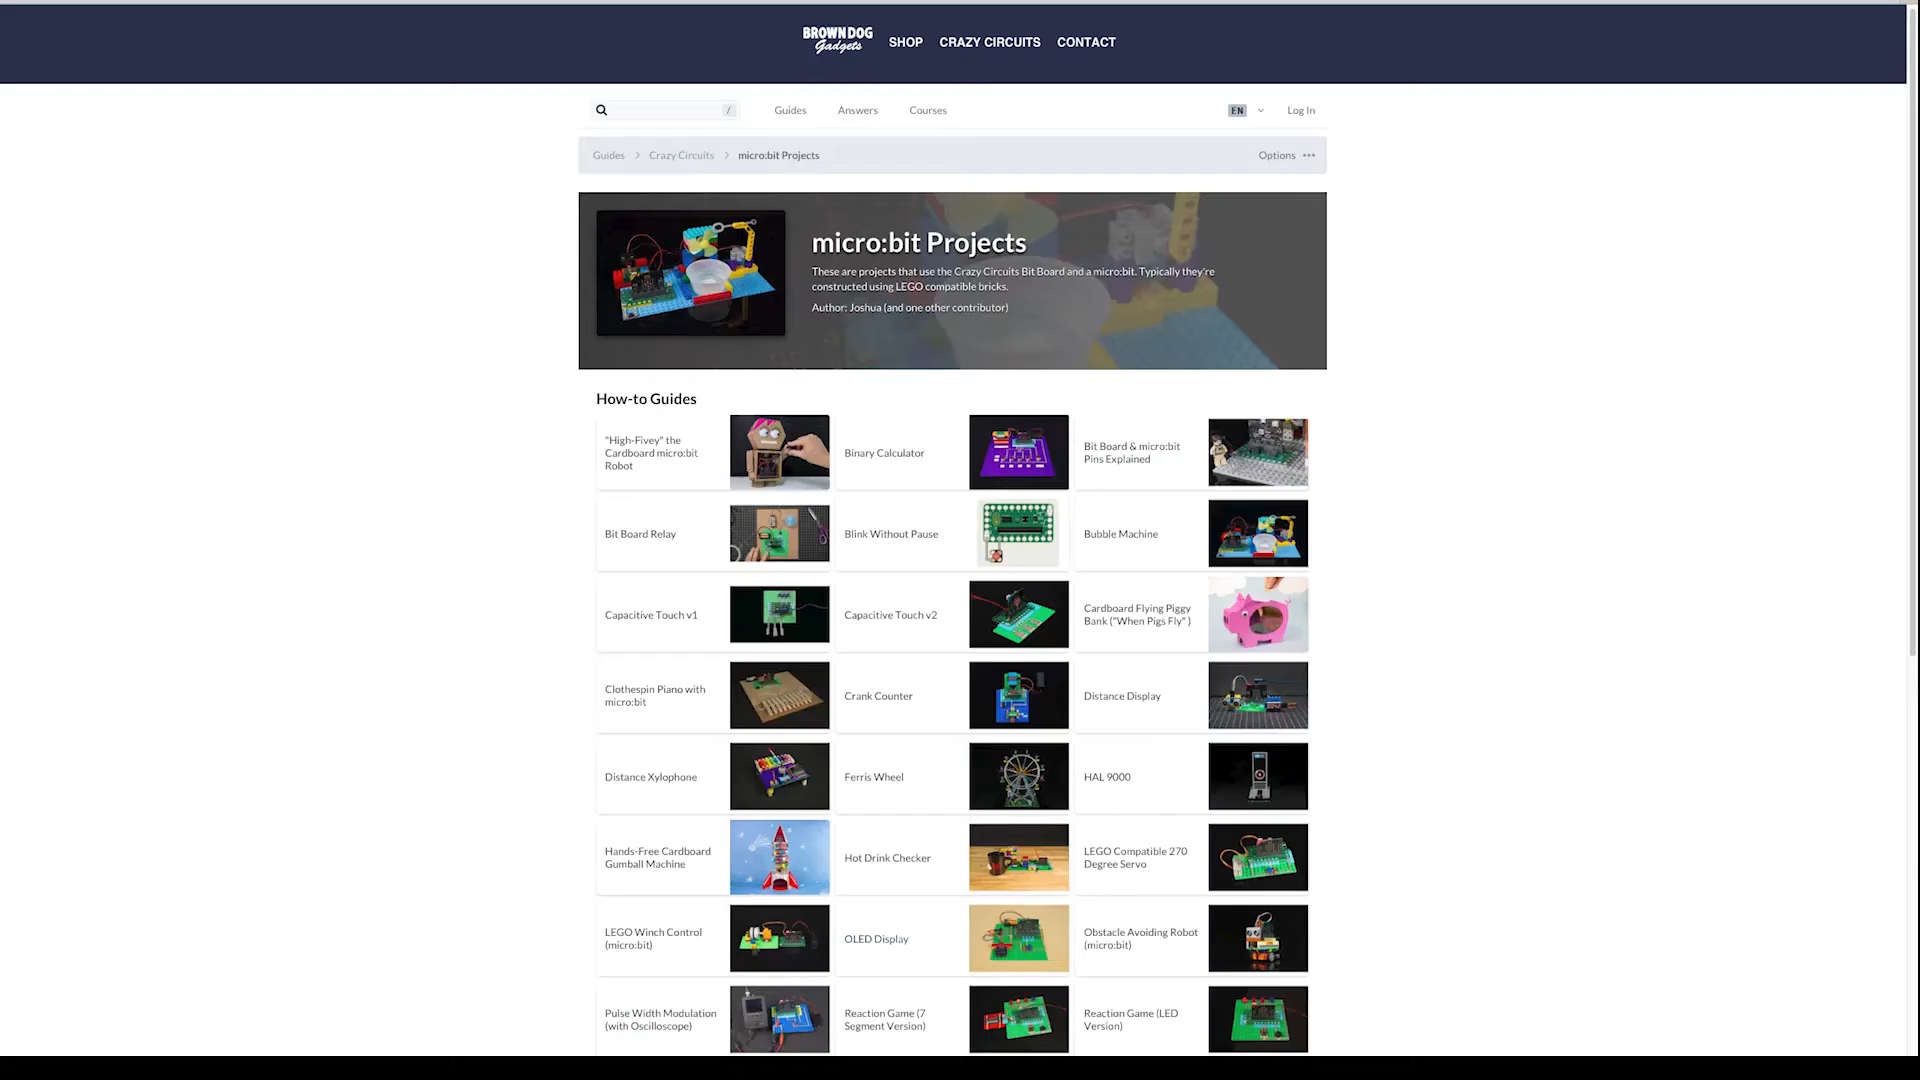 BROWN DOG
Gadgets
SHOP
CRAZY CIRCUITS
CONTACT
/
Guides
Answers
Courses
EN
Log In
Guides
Crazy Circuits
micro:bit Projects
Options
micro:bit Projects
These are projects that use the Crazy Circuits Bit Board and a micro:bit. Typically they're
constructed using LEGO compatible bricks.
Author: Joshua (and one other contributor)
How-to Guides
"High-Fivey" the
Cardboard micro:bit
Robot
Binary Calculator
Bit Board & micro:bit
Pins Explained
Bit Board Relay
Blink Without Pause
Bubble Machine
Capacitive Touch v1
Capacitive Touch v2
Cardboard Flying Piggy
Bank ("When Pigs Fly" )
Clothespin Piano with
micro:bit
Crank Counter
Distance Display
Distance Xylophone
Ferris Wheel
HAL 9000
Hands-Free Cardboard
Gumball Machine
Hot Drink Checker
LEGO Compatible 270
Degree Servo
LEGO Winch Control
(micro:bit)
OLED Display
Obstacle Avoiding Robot
(micro:bit)
Pulse Width Modulation
(with Oscilloscope)
Reaction Game (7
Segment Version)
Reaction Game (LED
Version)